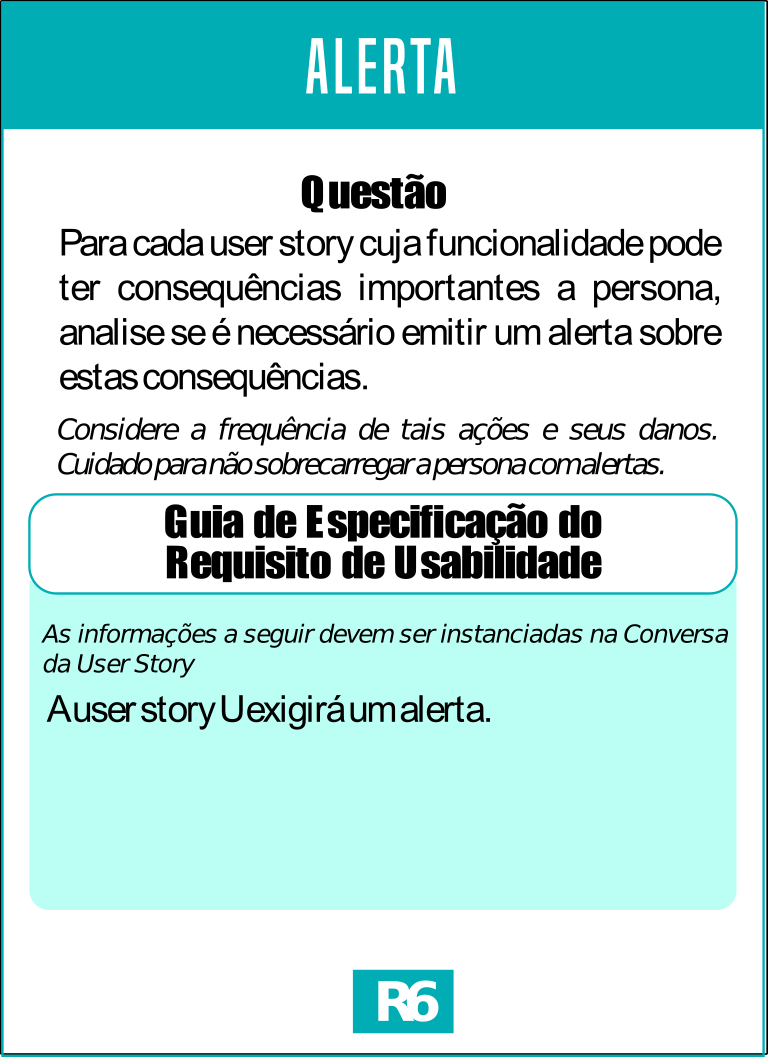 ALERTA
Questão
Para cada user story cuja funcionalidade pode
ter consequências importantes a persona,
analise se é necessário emitir um alerta sobre
estas consequências.
Considere a frequência de tais ações e seus danos.
Cuidado para não sobrecarregar a persona com alertas.
Guia de Especificação do
Requisito de Usabilidade
As informações a seguir devem ser instanciadas na Conversa
da User Story
A user story U exigirá um alerta.
R6